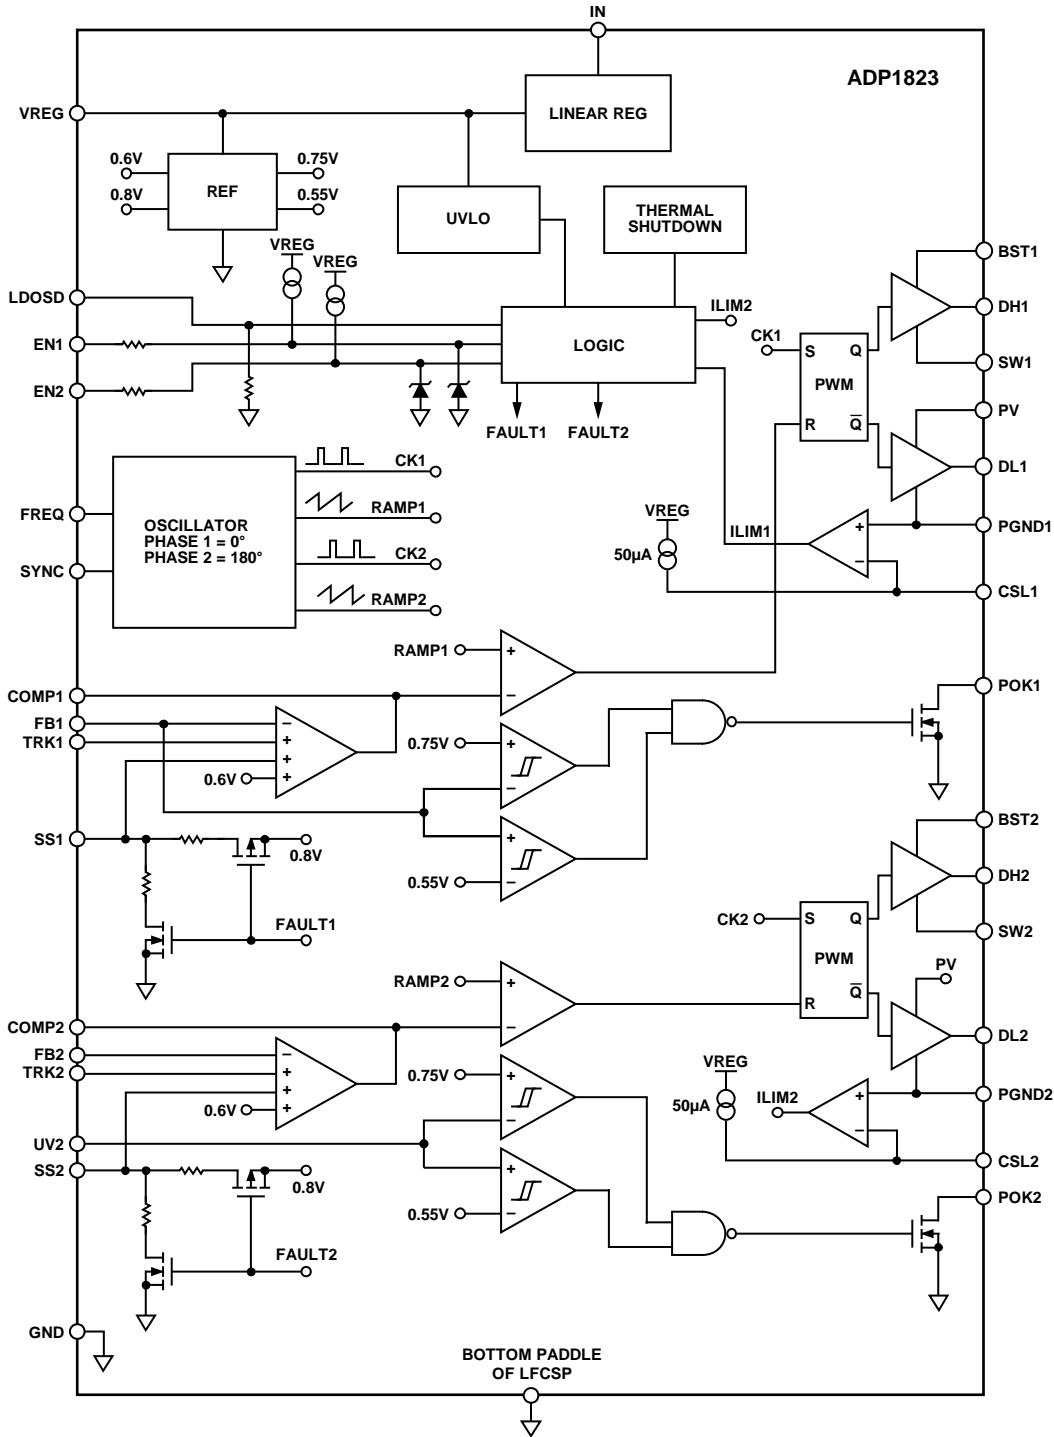 IN
ADP1823
VREG
LINEAR REG
0.6V
0.75V
REF
0.8V
0.55V
UVLO
THERMAL
SHUTDOWN
VREG
VREG
BST1
LDOSD
DH1
ILIM2
EN1
LOGIC
CK1
S
Q
SW1
EN2
PWM
PV
R
Q
FAULT1
FAULT2
DL1
CK1
RAMP1
FREQ
OSCILLATOR
PHASE 1 = 0°
PHASE 2 = 180°
VREG
ILIM1
+
PGND1
CK2
50µA
–
SYNC
RAMP2
CSL1
RAMP1
+
COMP1
–
POK1
FB1
–
TRK1
+
+
+
0.6V
0.75V
+
–
SS1
0.8V
+
0.55V
–
BST2
DH2
FAULT1
CK2
S
Q
SW2
PWM
PV
RAMP2
+
R
Q
COMP2
–
DL2
FB2
–
TRK2
+
+
+
0.6V
0.75V
+
–
VREG
50µA
ILIM2
+
PGND2
–
UV2
SS2
0.8V
+
CSL2
0.55V
–
POK2
FAULT2
GND
BOTTOM PADDLE
OF LFCSP